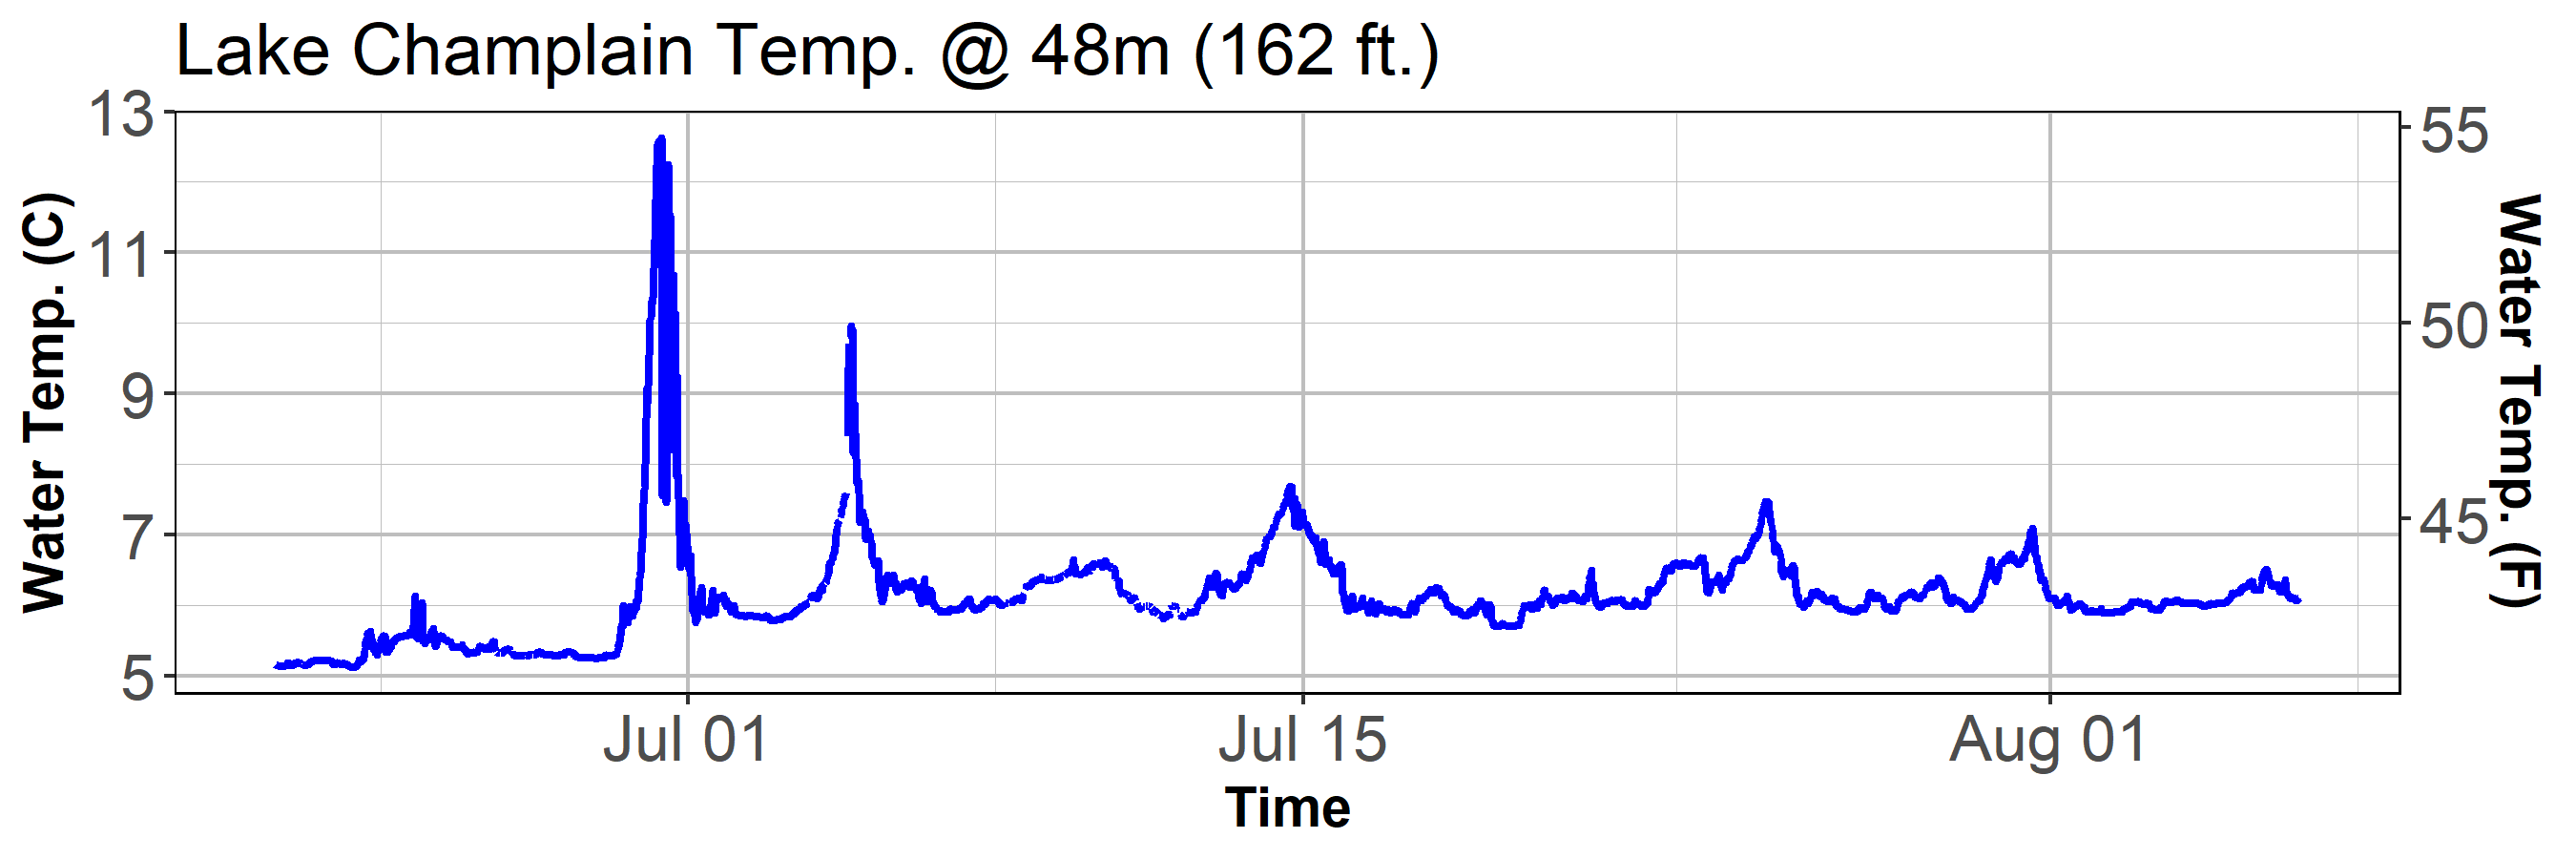 Lake Champlain Temp. @ 48m (162 ft.)
Water Temp. (C)
13
11
9
7
5
55
50
45
Water Temp. (F)
Jul 01 Jul 15 Aug 01
Time